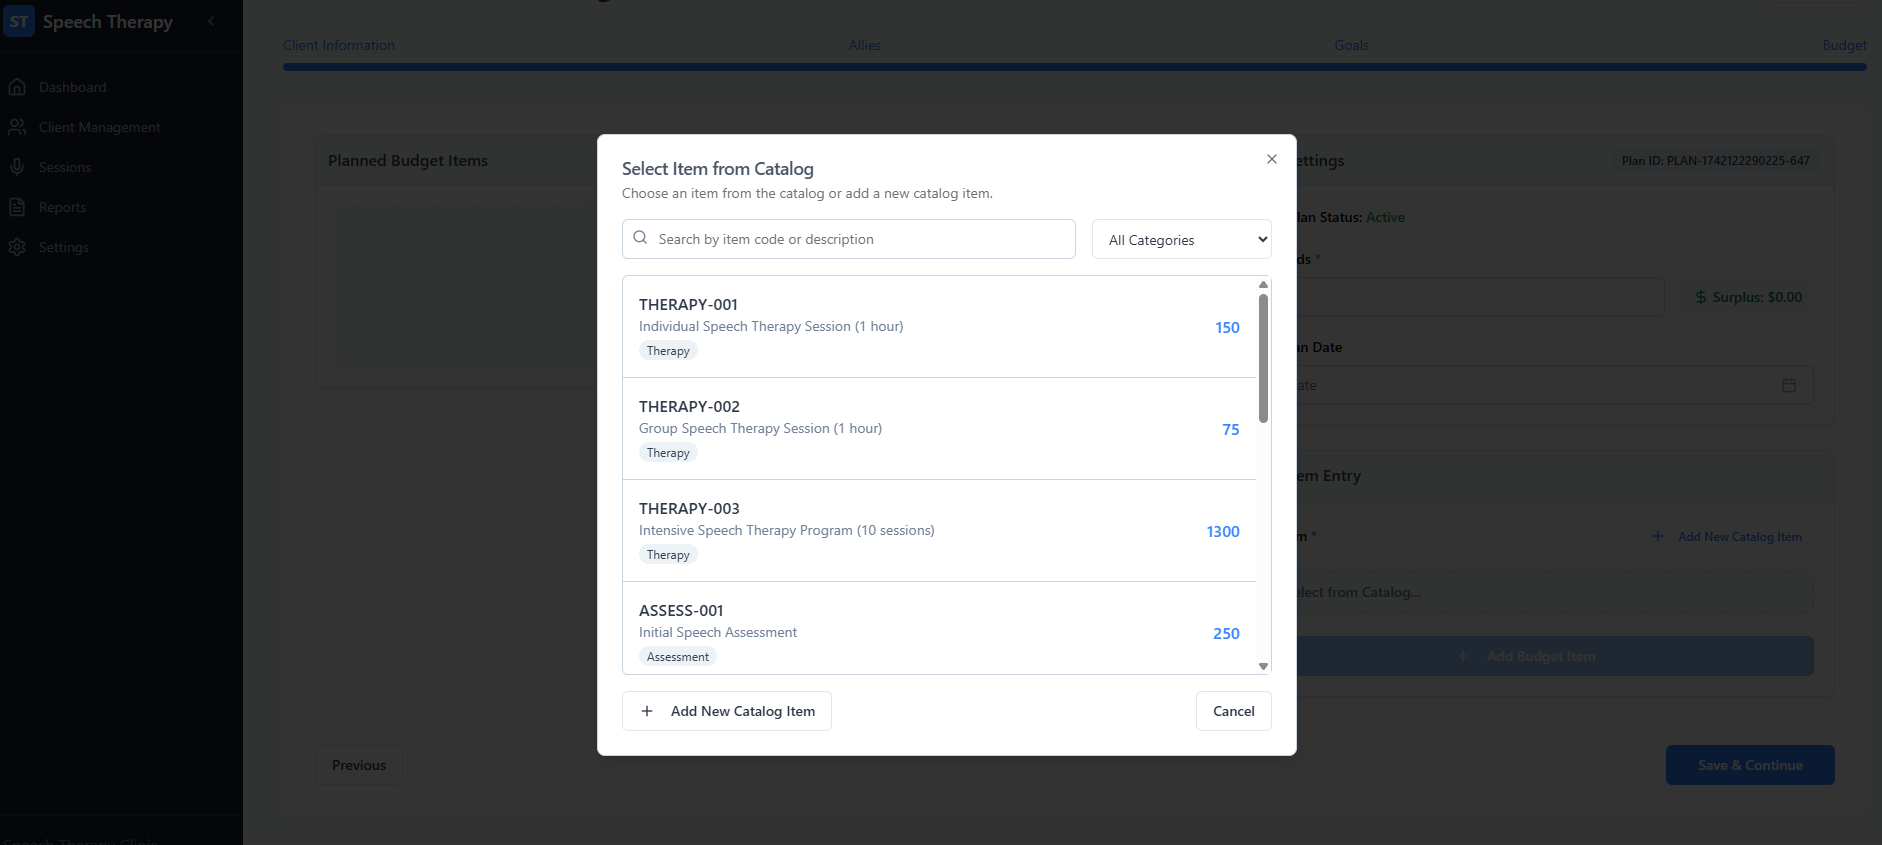 ST Speech Therapy
Dashboard
Client Management
Sessions
Reports
Settings
Client Information
Allies
Goals
Budget
Planned Budget Items
Select Item from Catalog
Choose an item from the catalog or add a new catalog item.
Search by item code or description
All Categories
THERAPY-001
Individual Speech Therapy Session (1 hour)
150
Therapy
THERAPY-002
Group Speech Therapy Session (1 hour)
75
Therapy
THERAPY-003
Intensive Speech Therapy Program (10 sessions)
1300
Therapy
ASSESS-001
Initial Speech Assessment
250
Assessment
+ Add New Catalog Item
Cancel
ettings
Plan ID: PLAN-1742122290225-647
lan Status: Active
ds *
$ Surplus: $0.00
an Date
ate
em Entry
m *
+ Add New Catalog Item
elect from Catalog...
+ Add Budget Item
Previous
Save & Continue